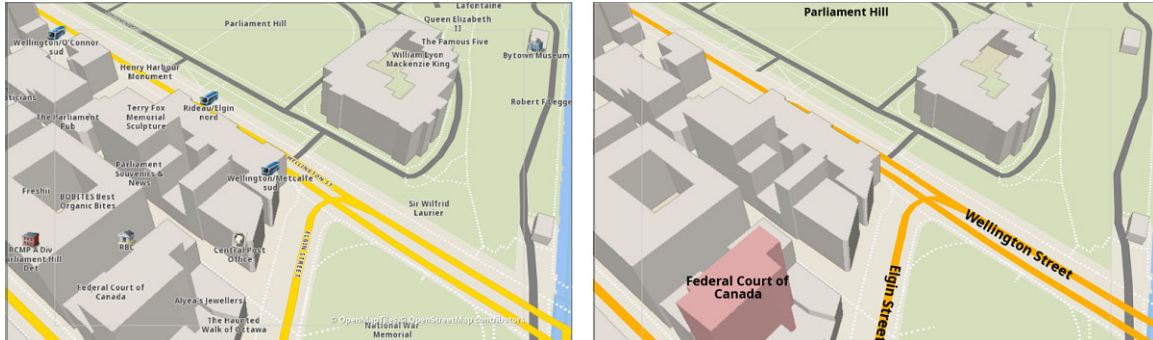 Lafontaine
Queen Elizabeth
II
Parliament Hill
Wellington/O'Connor
sud
The Famous Five
William Lyon
Mackenzie King
Bytown Museum
Henry Harbour
Monument
Rideau/Elgin
nord
Terry Fox
Memorial
Sculpture
The Parliament
Pub
WELLINGTON ST
Parliament
Souvenirs &
News
Wellington/Metcalfe
sud
Freshii
BOBITES Best
Organic Bites
Sir Wilfrid
Laurier
ELGIN STREET
RCMP A Div
Parliament Hill
Det
RBC
Central Post
Office
Federal Court of
Canada
Alyea's Jewellers
The Haunted
Walk of Ottawa
© OpenMapTiles © OpenStreetMap contributors
National War
Memorial
Parliament Hill
Wellington Street
Elgin Street
Federal Court of
Canada